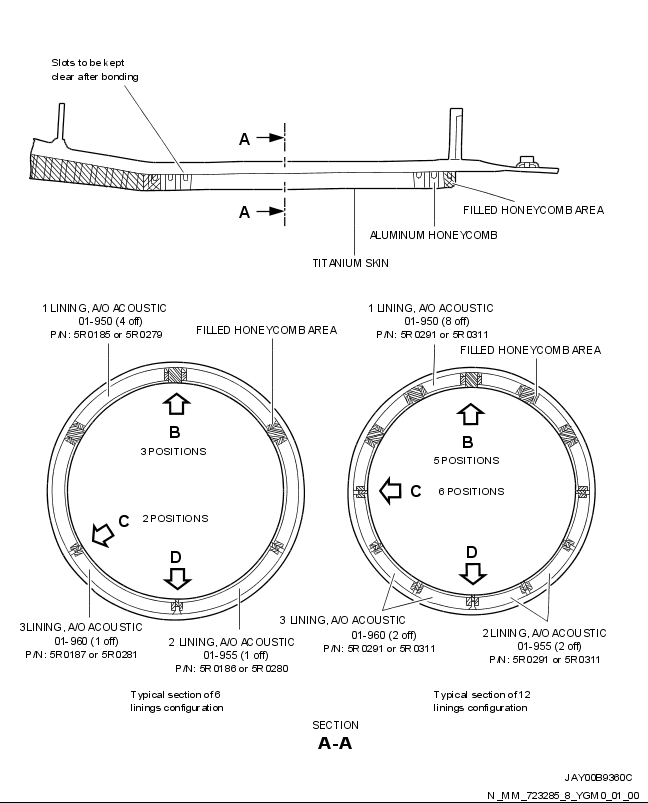 Slots to be kept
clear after bonding
A
A
FILLED HONEYCOMB AREA
ALUMINUM HONEYCOMB
TITANIUM SKIN
1 LINING, A/O ACOUSTIC
01-950 (4 off)
P/N: 5R0185 or 5R0279
FILLED HONEYCOMB AREA
B
3 POSITIONS
C
2 POSITIONS
D
3 LINING, A/O ACOUSTIC
01-960 (1 off)
P/N: 5R0187 or 5R0281
2 LINING, A/O ACOUSTIC
01-955 (1 off)
P/N: 5R0186 or 5R0280
Typical section of 6
linings configuration
1 LINING, A/O ACOUSTIC
01-950 (8 off)
P/N: 5R0291 or 5R0311
FILLED HONEYCOMB AREA
B
5 POSITIONS
C
6 POSITIONS
D
3 LINING, A/O ACOUSTIC
01-960 (2 off)
P/N: 5R0291 or 5R0311
2 LINING, A/O ACOUSTIC
01-955 (2 off)
P/N: 5R0291 or 5R0311
Typical section of 12
linings configuration
SECTION
A-A
JAY00B9360C
N_MM_723285_8_YGM0_01_00